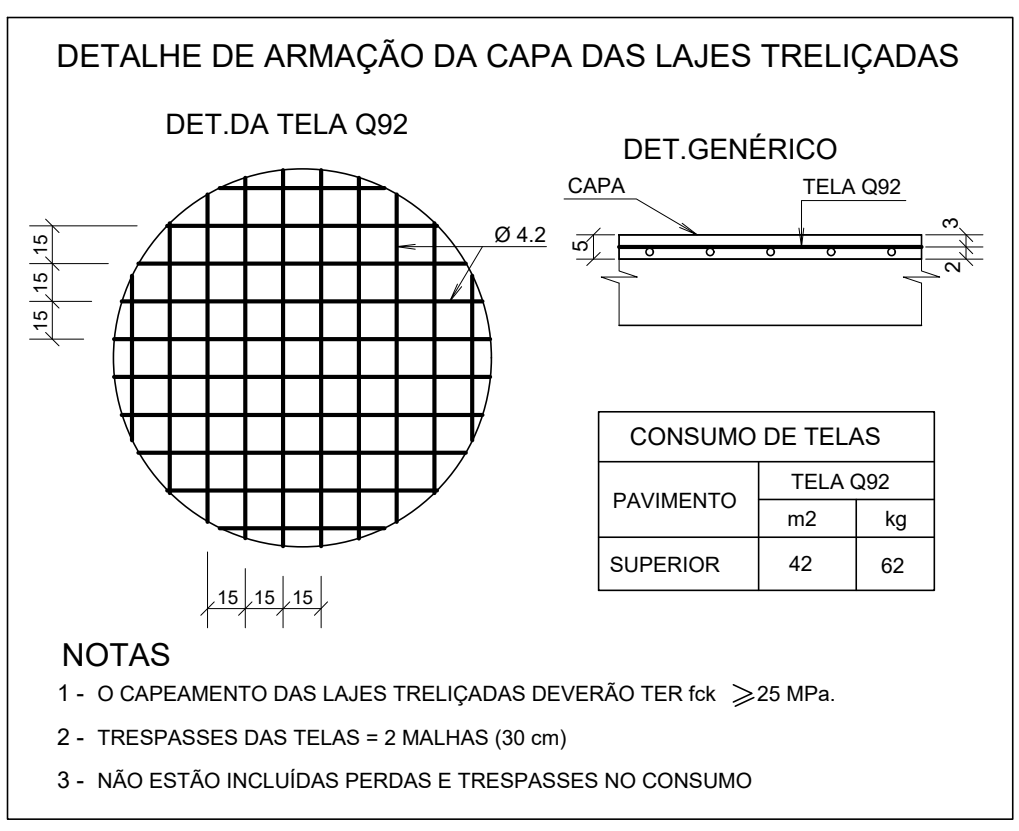 DETALHE DE ARMAÇÃO DA CAPA DAS LAJES TRELIÇADAS
DET.DA TELA Q92
15
15
15
Ø 4.2
15 15 15
DET.GENÉRICO
CAPA TELA Q92
5
3
2
CONSUMO DE TELAS
PAVIMENTO TELA Q92
m2 kg
SUPERIOR 42 62
NOTAS
1 - O CAPEAMENTO DAS LAJES TRELIÇADAS DEVERÃO TER fck ⩾25 MPa.
2 - TRESPASSES DAS TELAS = 2 MALHAS (30 cm)
3 - NÃO ESTÃO INCLUÍDAS PERDAS E TRESPASSES NO CONSUMO